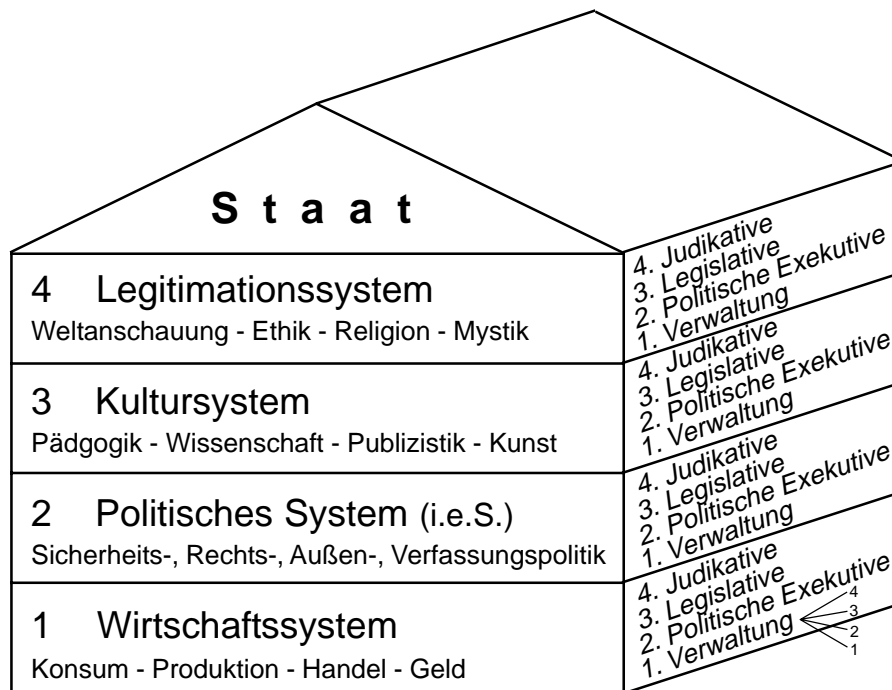 S t a a t
4 Legitimationssystem
Weltanschauung - Ethik - Religion - Mystik
4. Judikative
3. Legislative
2. Politische Exekutive
1. Verwaltung
3 Kultursystem
Pädgogik - Wissenschaft - Publizistik - Kunst
4. Judikative
3. Legislative
2. Politische Exekutive
1. Verwaltung
2 Politisches System (i.e.S.)
Sicherheits-, Rechts-, Außen-, Verfassungspolitik
4. Judikative
3. Legislative
2. Politische Exekutive
1. Verwaltung
1 Wirtschaftssystem
Konsum - Produktion - Handel - Geld
4. Judikative
3. Legislative
2. Politische Exekutive
1. Verwaltung
4
3
2
1